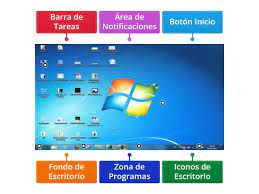 Barra de
Tareas
Área de
Notificaciones
Botón Inicio
Fondo de
Escritorio
Zona de
Programas
Iconos de
Escritorio